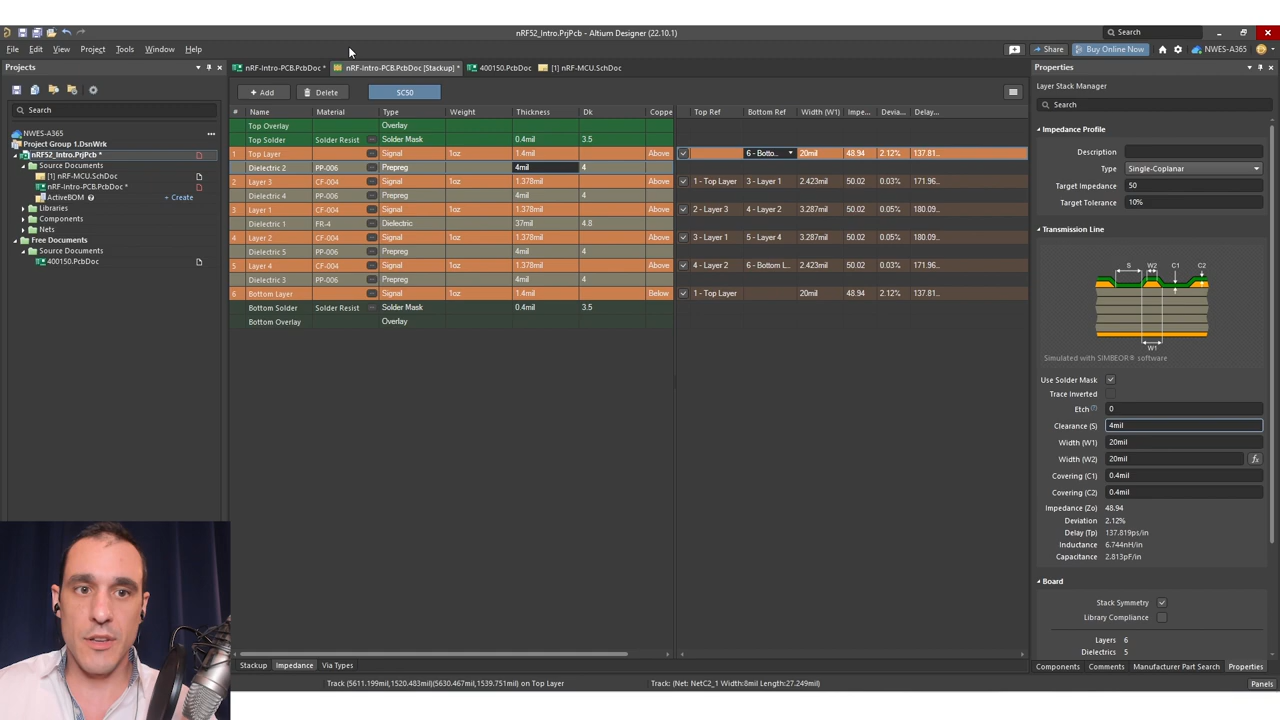 nRF52_Intro.PrjPcb - Altium Designer (22.10.1)
Search
File Edit View Project Tools Window Help
Share Buy Online Now NWES-A365
Projects
nRF-Intro-PCB.PcbDoc * nRF-Intro-PCB.PcbDoc [Stackup] * 400150.PcbDoc [1] nRF-MCU.SchDoc
Properties
Layer Stack Manager
+ Add Delete SC50
Search
Search
# Name Material Type Weight Thickness Dk Coppe Top Ref Bottom Ref Width (W1) Impe... Devia... Delay...
Top Overlay Overlay
Top Solder Solder Resist Solder Mask 0.4mil 3.5
1 Top Layer Signal 1oz 1.4mil Above 6 - Botto... 20mil 48.94 2.12% 137.81...
Dielectric 2 PP-006 Prepreg 4mil 4
2 Layer 3 CF-004 Signal 1oz 1.378mil Above 1 - Top Layer 3 - Layer 1 2.423mil 50.02 0.03% 171.96...
Dielectric 4 PP-006 Prepreg 4mil 4
3 Layer 1 CF-004 Signal 1oz 1.378mil Above 2 - Layer 3 4 - Layer 2 3.287mil 50.02 0.05% 180.09...
Dielectric 1 FR-4 Dielectric 37mil 4.8
4 Layer 2 CF-004 Signal 1oz 1.378mil Above 3 - Layer 1 5 - Layer 4 3.287mil 50.02 0.05% 180.09...
Dielectric 5 PP-006 Prepreg 4mil 4
5 Layer 4 CF-004 Signal 1oz 1.378mil Above 4 - Layer 2 6 - Bottom L... 2.423mil 50.02 0.03% 171.96...
Dielectric 3 PP-006 Prepreg 4mil 4
6 Bottom Layer Signal 1oz 1.4mil Below 1 - Top Layer 20mil 48.94 2.12% 137.81...
Bottom Solder Solder Resist Solder Mask 0.4mil 3.5
Bottom Overlay Overlay
NWES-A365
Project Group 1.DsnWrk
nRF52_Intro.PrjPcb *
Source Documents
[1] nRF-MCU.SchDoc
nRF-Intro-PCB.PcbDoc *
ActiveBOM + Create
Libraries
Components
Nets
Free Documents
Source Documents
400150.PcbDoc
Impedance Profile
Description
Type Single-Coplanar
Target Impedance 50
Target Tolerance 10%
Transmission Line
S W2 C1 C2
W1
Simulated with SIMBEOR® software
Use Solder Mask
Trace Inverted
Etch 0
Clearance (S) 4mil
Width (W1) 20mil
Width (W2) 20mil
Covering (C1) 0.4mil
Covering (C2) 0.4mil
Impedance (Zo) 48.94
Deviation 2.12%
Delay (Tp) 137.819ps/in
Inductance 6.744nH/in
Capacitance 2.813pF/in
Board
Stack Symmetry
Library Compliance
Layers 6
Dielectrics 5
Stackup Impedance Via Types
Components Comments Manufacturer Part Search Properties
Track (5611.199mil,1520.483mil)(5630.467mil,1539.751mil) on Top Layer Track: (Net: NetC2_1 Width:8mil Length:27.249mil)
Panels